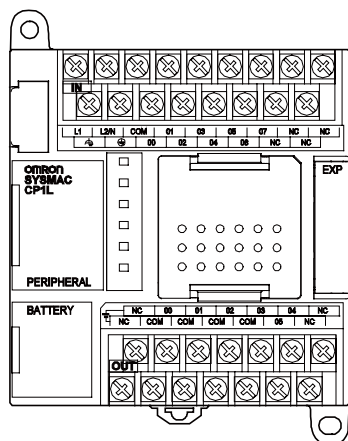 IN
L1 L2/N COM 01 03 05 07 NC NC
00 02 04 06 NC NC
omron
SYSMAC
CP1L
EXP
PERIPHERAL
BATTERY
NC 00 01 02 03 04 NC
NC COM COM COM COM 05 NC
OUT